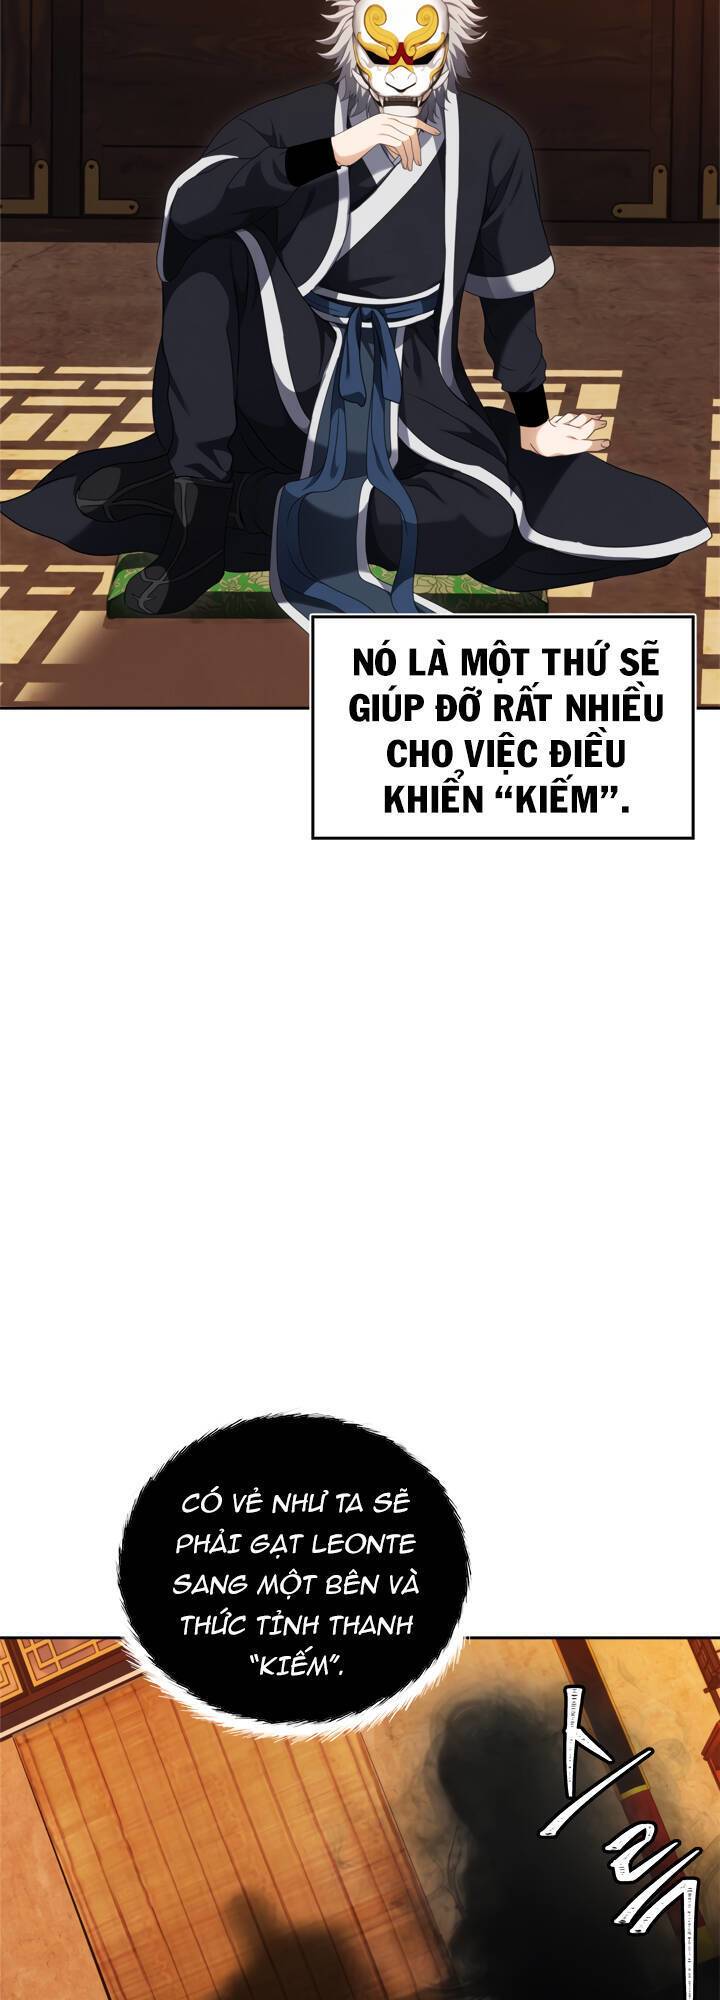 NÓ LÀ MỘT THỨ SẼ
GIÚP ĐỠ RẤT NHIỀU
CHO VIỆC ĐIỀU
KHIỂN “KIẾM”.
CÓ VẺ NHƯ TA SẼ
PHẢI GẠT LEONTE
SANG MỘT BÊN VÀ
THỨC TỈNH THANH
“KIẾM”.